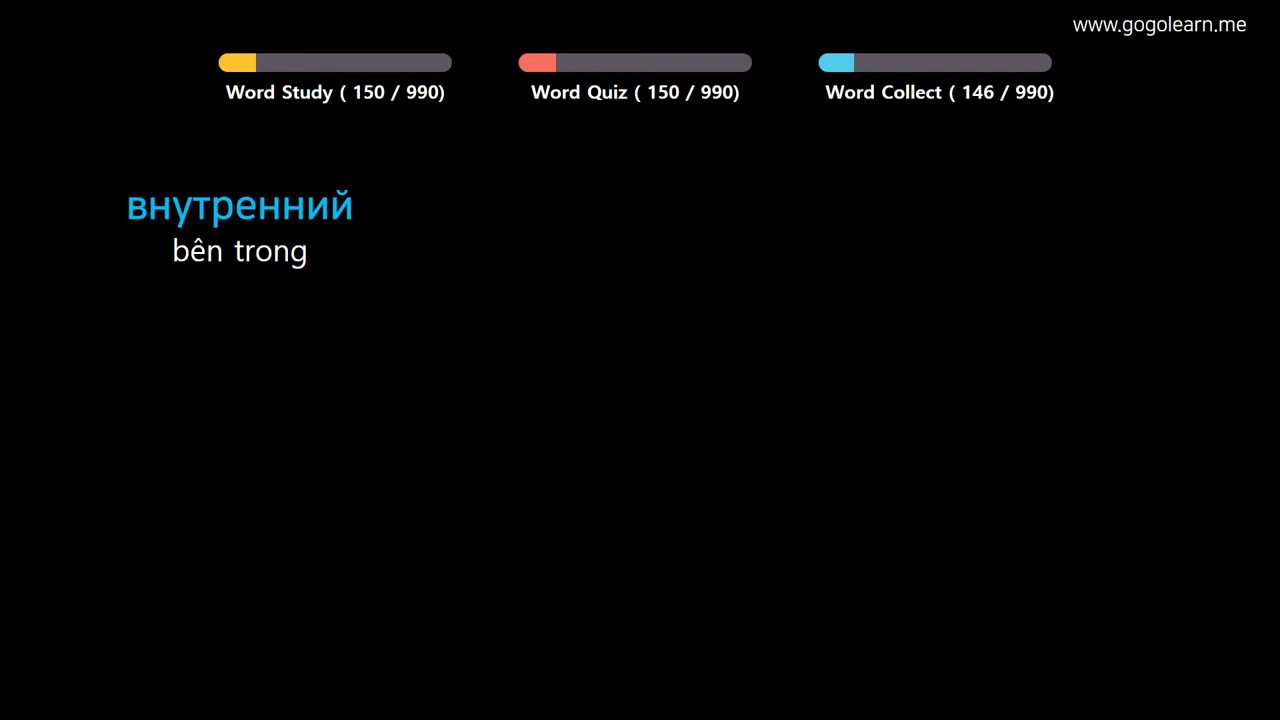 www.gogolearn.me
Word Study ( 150 / 990)
Word Quiz ( 150 / 990)
Word Collect ( 146 / 990)
внутренний
bên trong